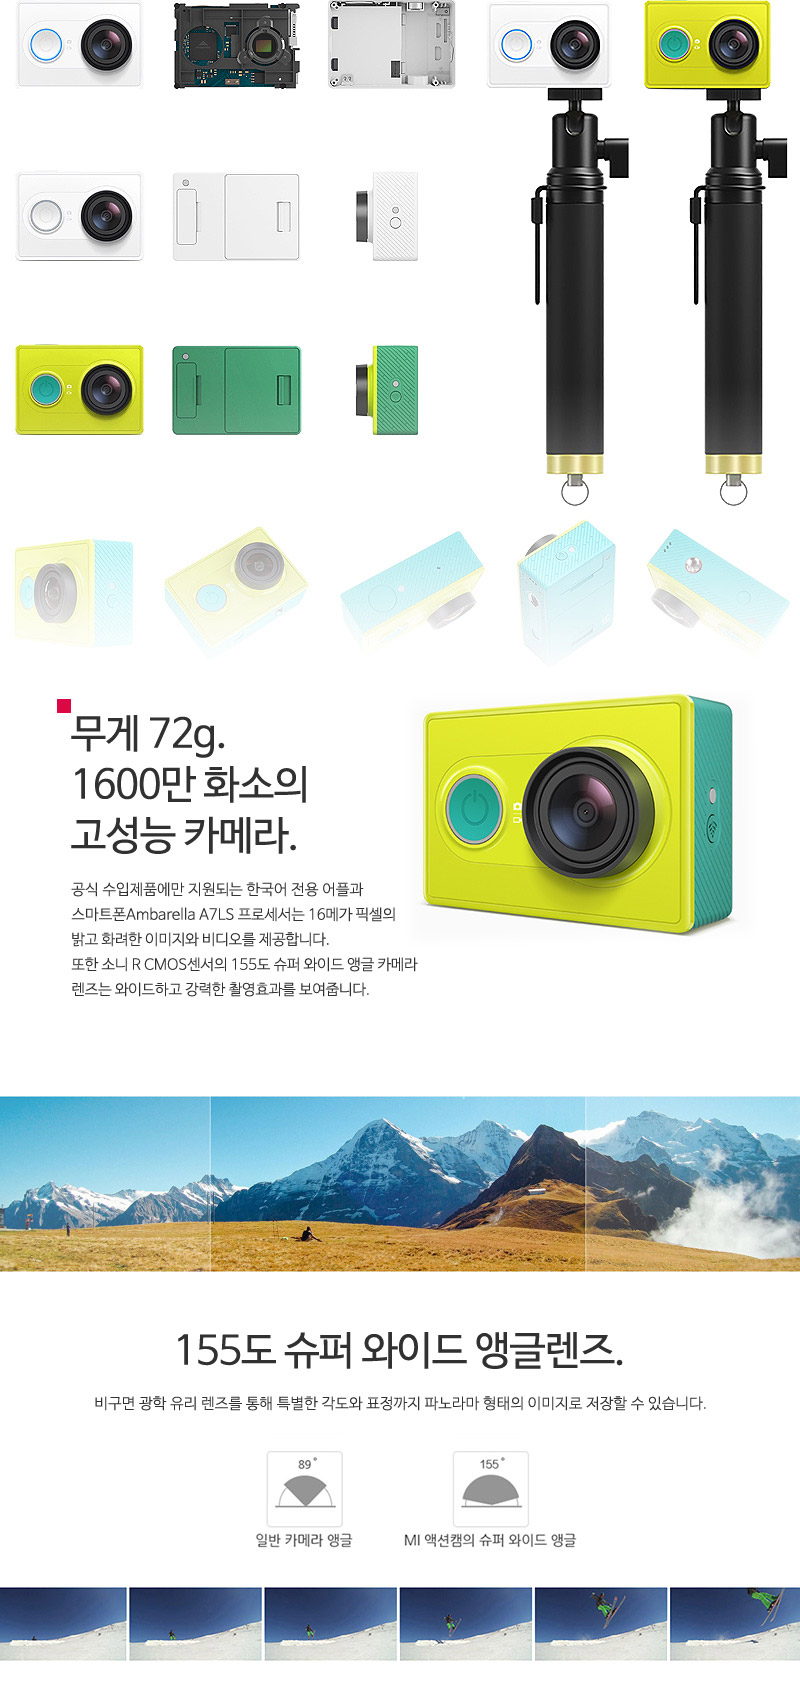 무게 72g.
1600만 화소의
고성능 카메라.
공식 수입제품에만 지원되는 한국어 전용 어플과
스마트폰Ambarella A7LS 프로세서는 16메가 픽셀의
밝고 화려한 이미지와 비디오를 제공합니다.
또한 소니 R CMOS센서의 155도 슈퍼 와이드 앵글 카메라
렌즈는 와이드하고 강력한 촬영효과를 보여줍니다.
155도 슈퍼 와이드 앵글렌즈.
비구면 광학 유리 렌즈를 통해 특별한 각도와 표정까지 파노라마 형태의 이미지로 저장할 수 있습니다.
89°
155°
일반 카메라 앵글
MI 액션캠의 슈퍼 와이드 앵글